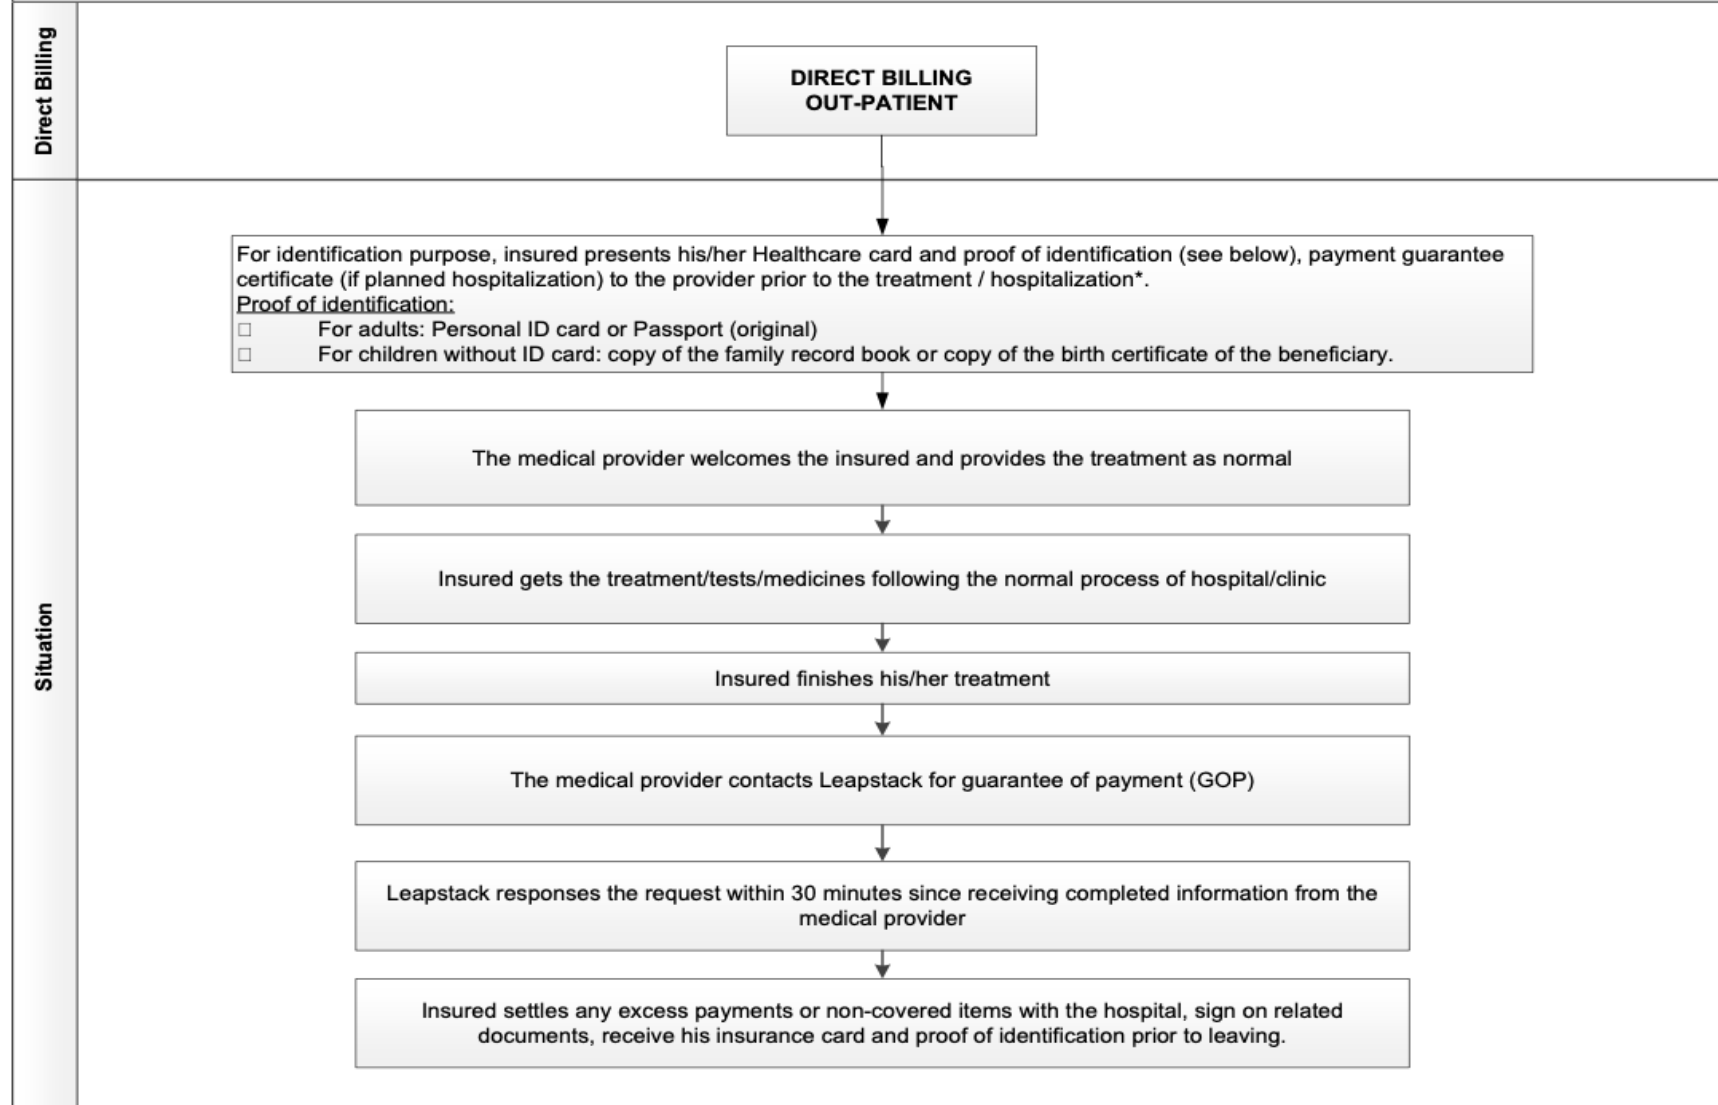 Direct Billing
DIRECT BILLING
OUT-PATIENT
Situation
For identification purpose, insured presents his/her Healthcare card and proof of identification (see below), payment guarantee
certificate (if planned hospitalization) to the provider prior to the treatment / hospitalization*.
Proof of identification:
□ For adults: Personal ID card or Passport (original)
□ For children without ID card: copy of the family record book or copy of the birth certificate of the beneficiary.
The medical provider welcomes the insured and provides the treatment as normal
Insured gets the treatment/tests/medicines following the normal process of hospital/clinic
Insured finishes his/her treatment
The medical provider contacts Leapstack for guarantee of payment (GOP)
Leapstack responses the request within 30 minutes since receiving completed information from the
medical provider
Insured settles any excess payments or non-covered items with the hospital, sign on related
documents, receive his insurance card and proof of identification prior to leaving.